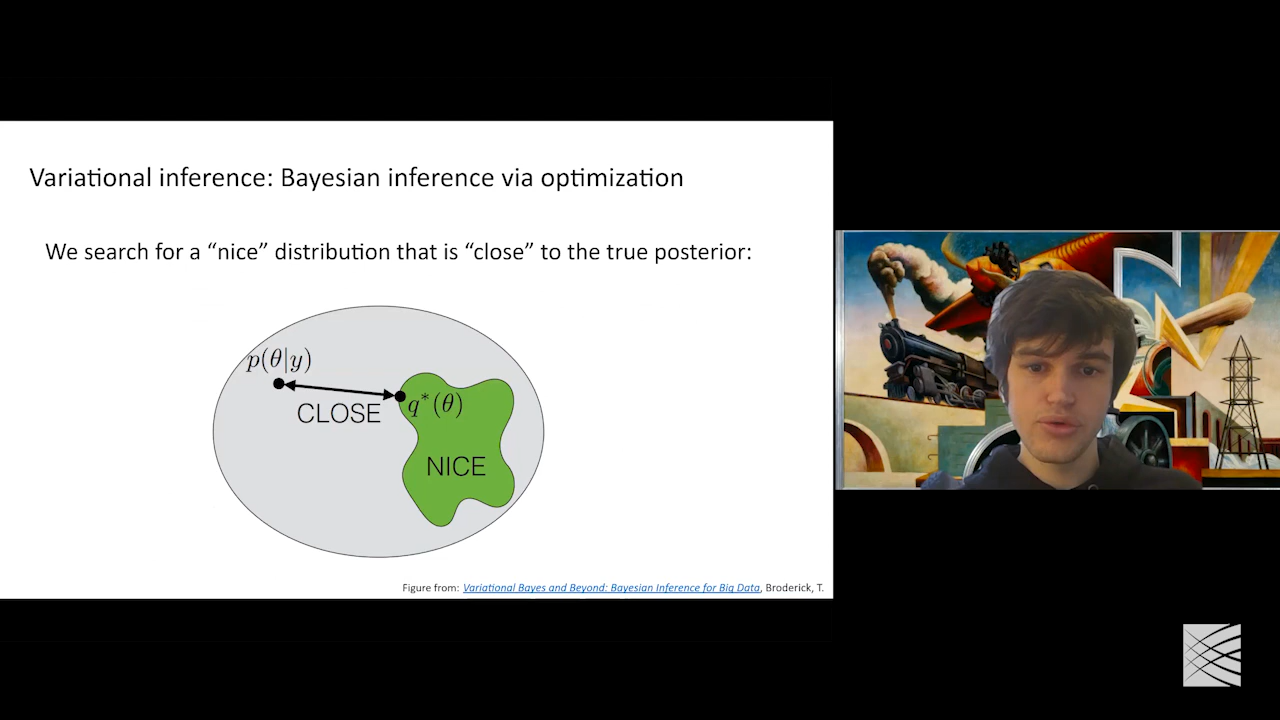 Variational inference: Bayesian inference via optimization
We search for a “nice” distribution that is “close” to the true posterior:
p(θ|y)
CLOSE
q*(θ)
NICE
Figure from: Variational Bayes and Beyond: Bayesian Inference for Big Data, Broderick, T.